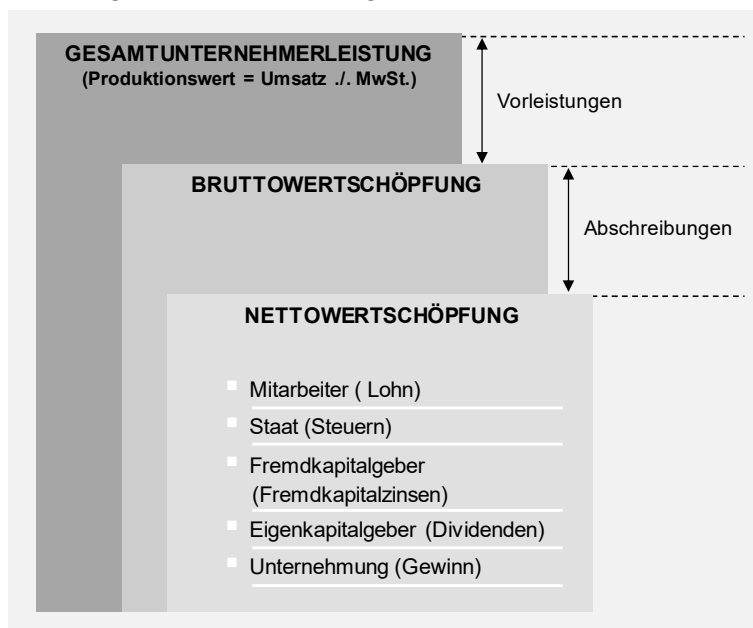 GESAMTUNTERNEHMERLEISTUNG
(Produktionswert = Umsatz ./. MwSt.)
Vorleistungen
BRUTTOWERTSCHÖPFUNG
Abschreibungen
NETTOWERTSCHÖPFUNG
Mitarbeiter ( Lohn)
Staat (Steuern)
Fremdkapitalgeber
(Fremdkapitalzinsen)
Eigenkapitalgeber (Dividenden)
Unternehmung (Gewinn)